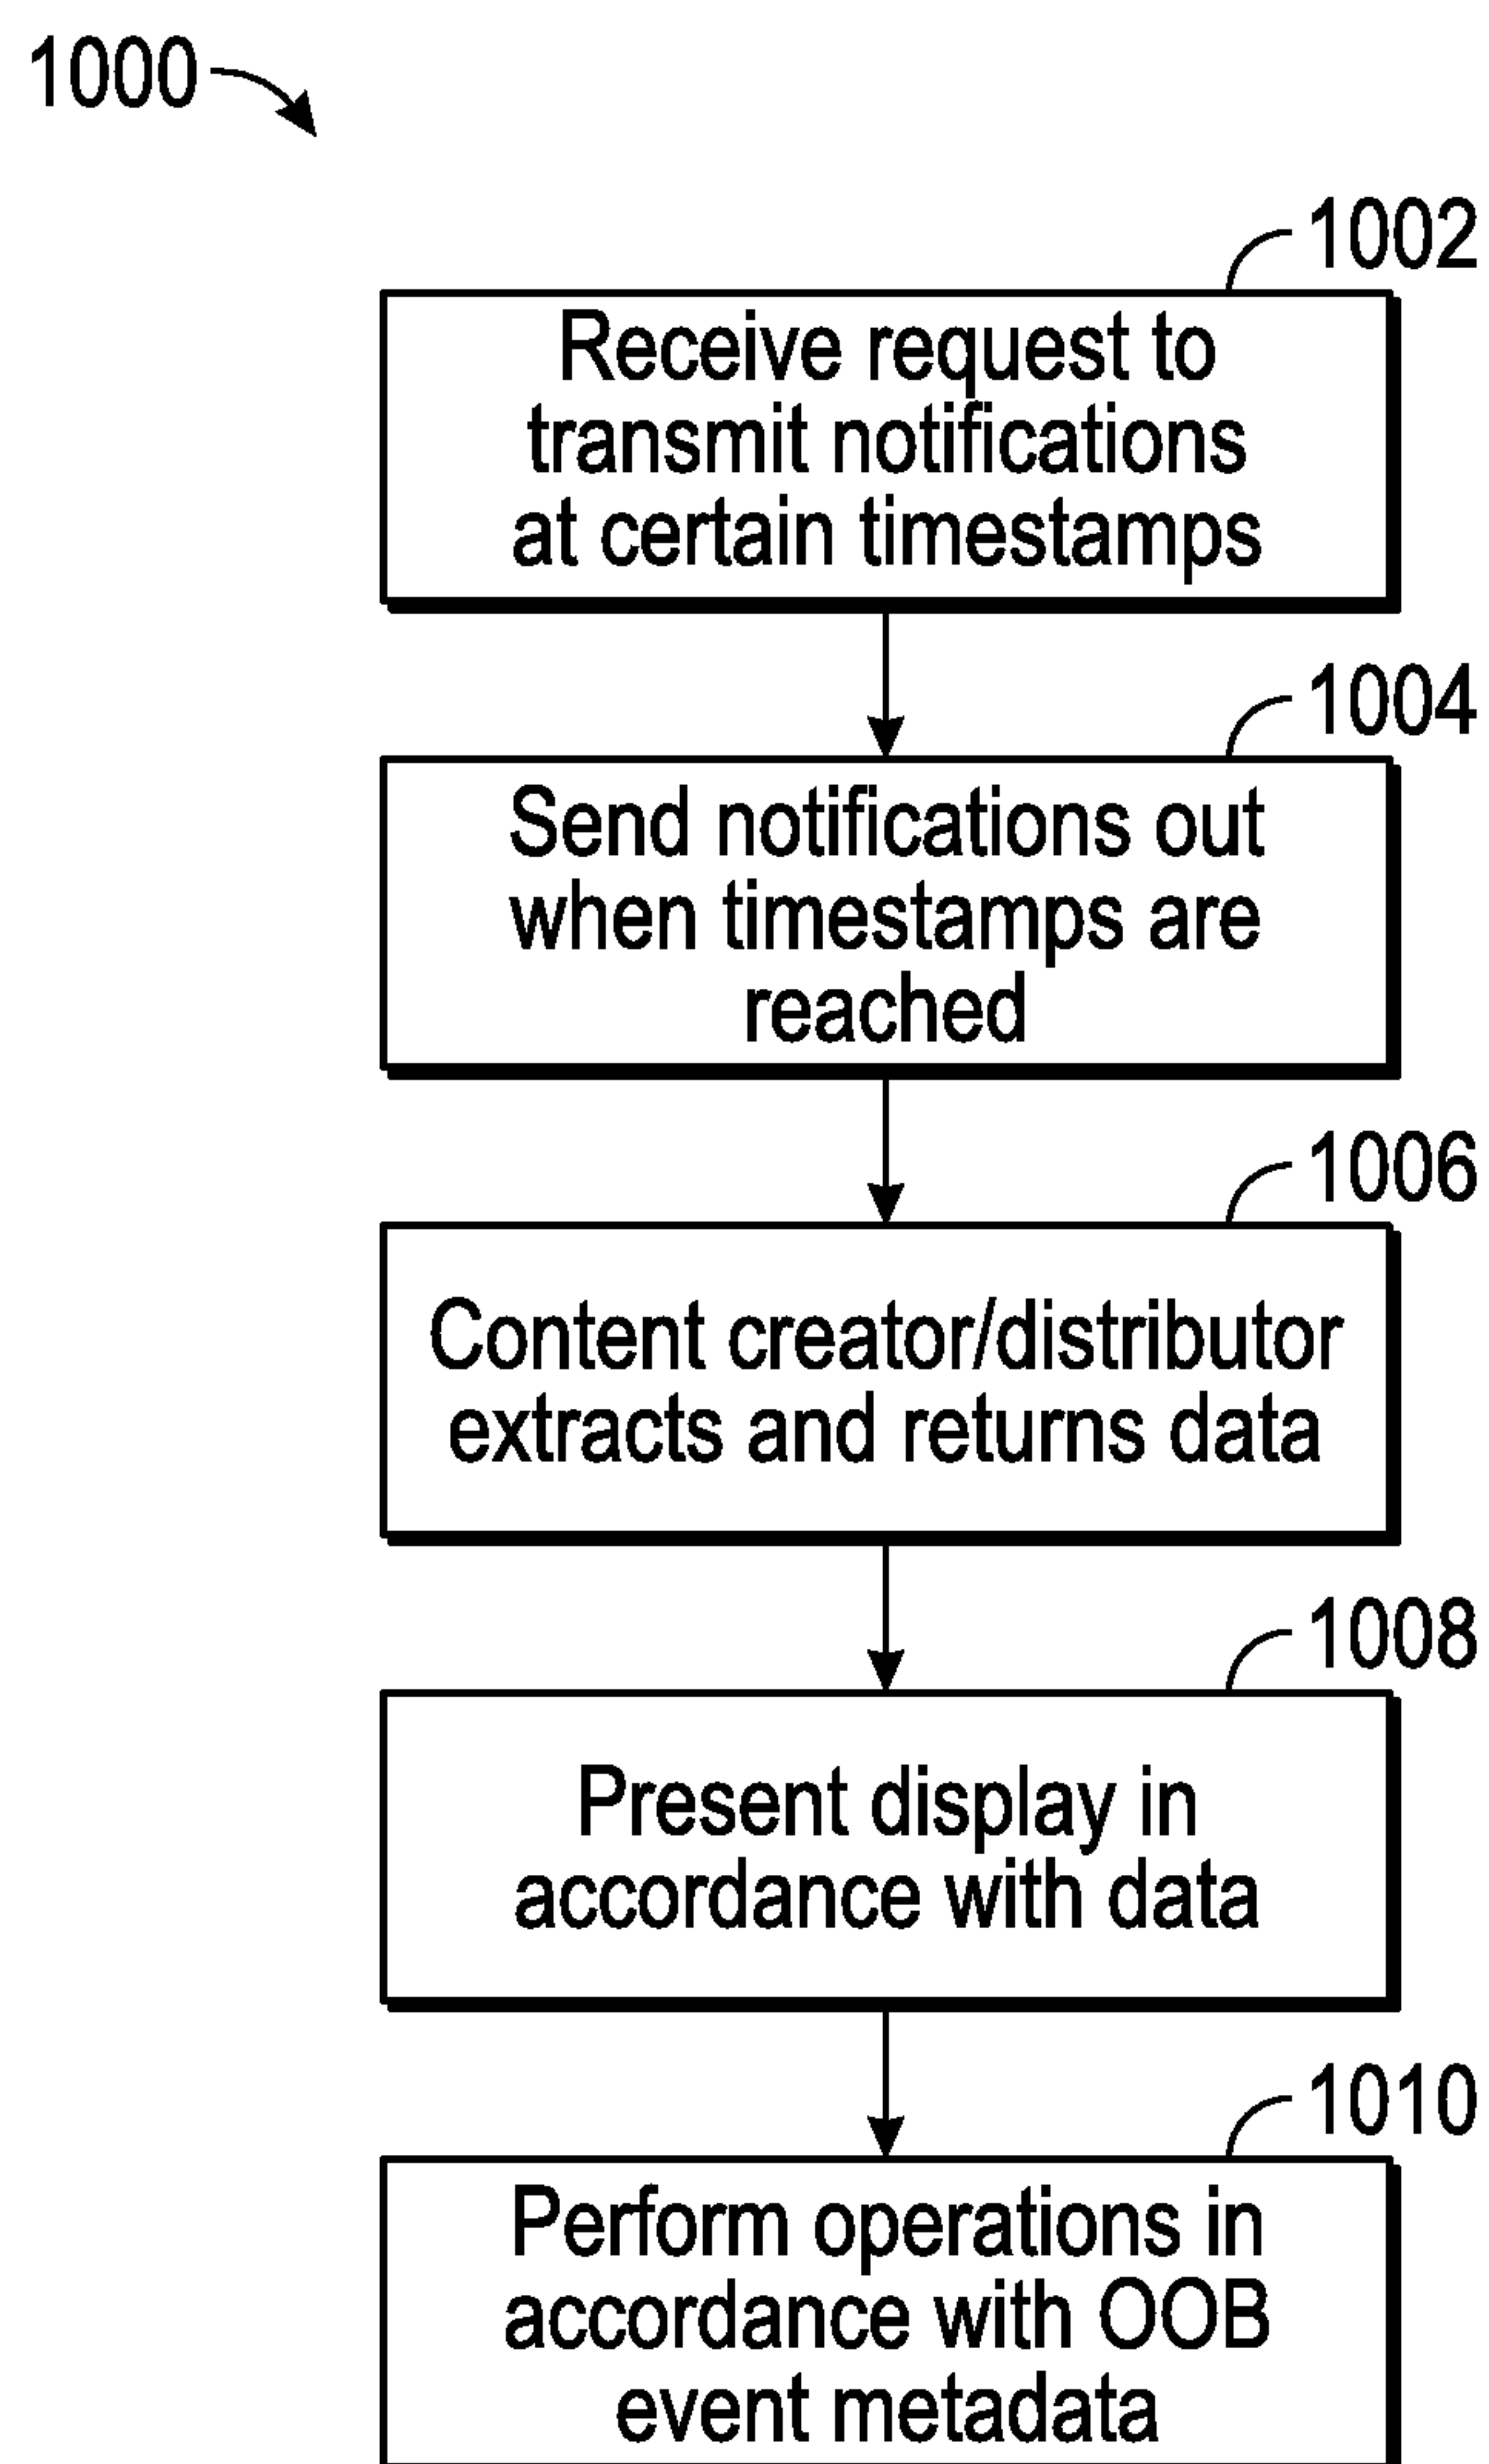 1000
1002
Receive request to
transmit notifications
at certain timestamps
1004
Send notifications out
when timestamps are
reached
1006
Content creator/distributor
extracts and returns data
1008
Present display in
accordance with data
1010
Perform operations in
accordance with OOB
event metadata